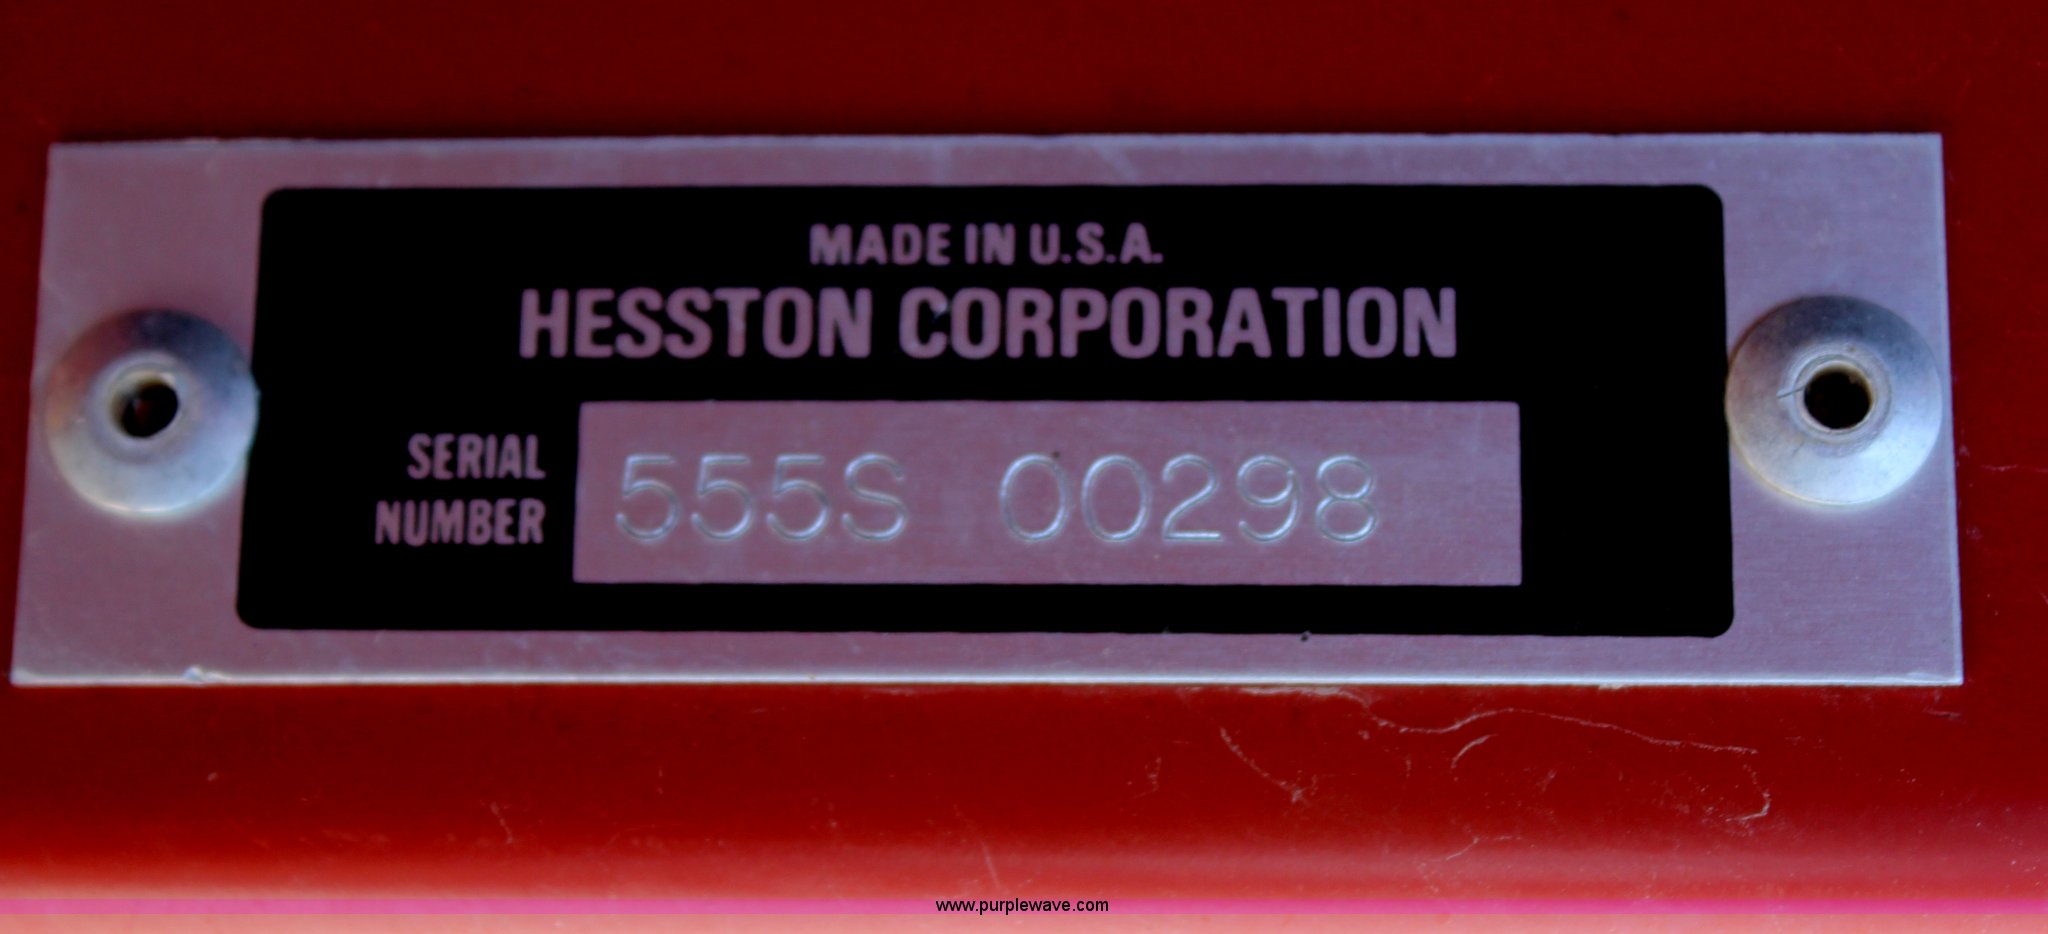 MADE IN U.S.A.
HESSTON CORPORATION
SERIAL
NUMBER
555S 00298
www.purplewave.com